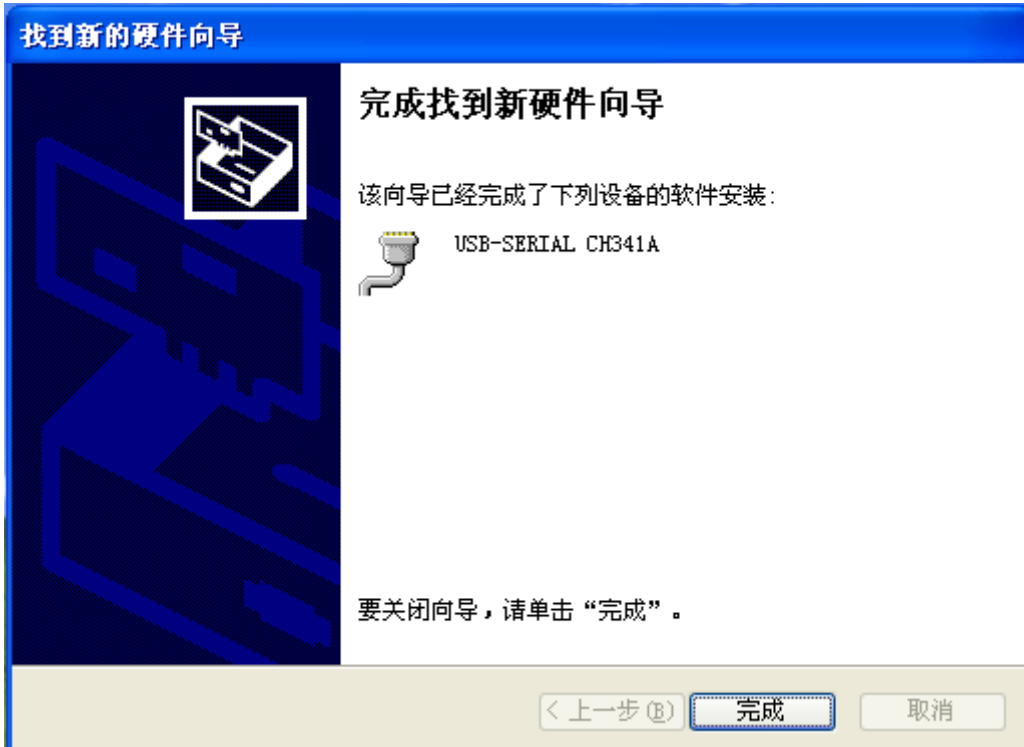 找到新的硬件向导
完成找到新硬件向导
该向导已经完成了下列设备的软件安装:
USB-SERIAL CH341A
要关闭向导，请单击“完成”。
< 上一步(B)
完成
取消